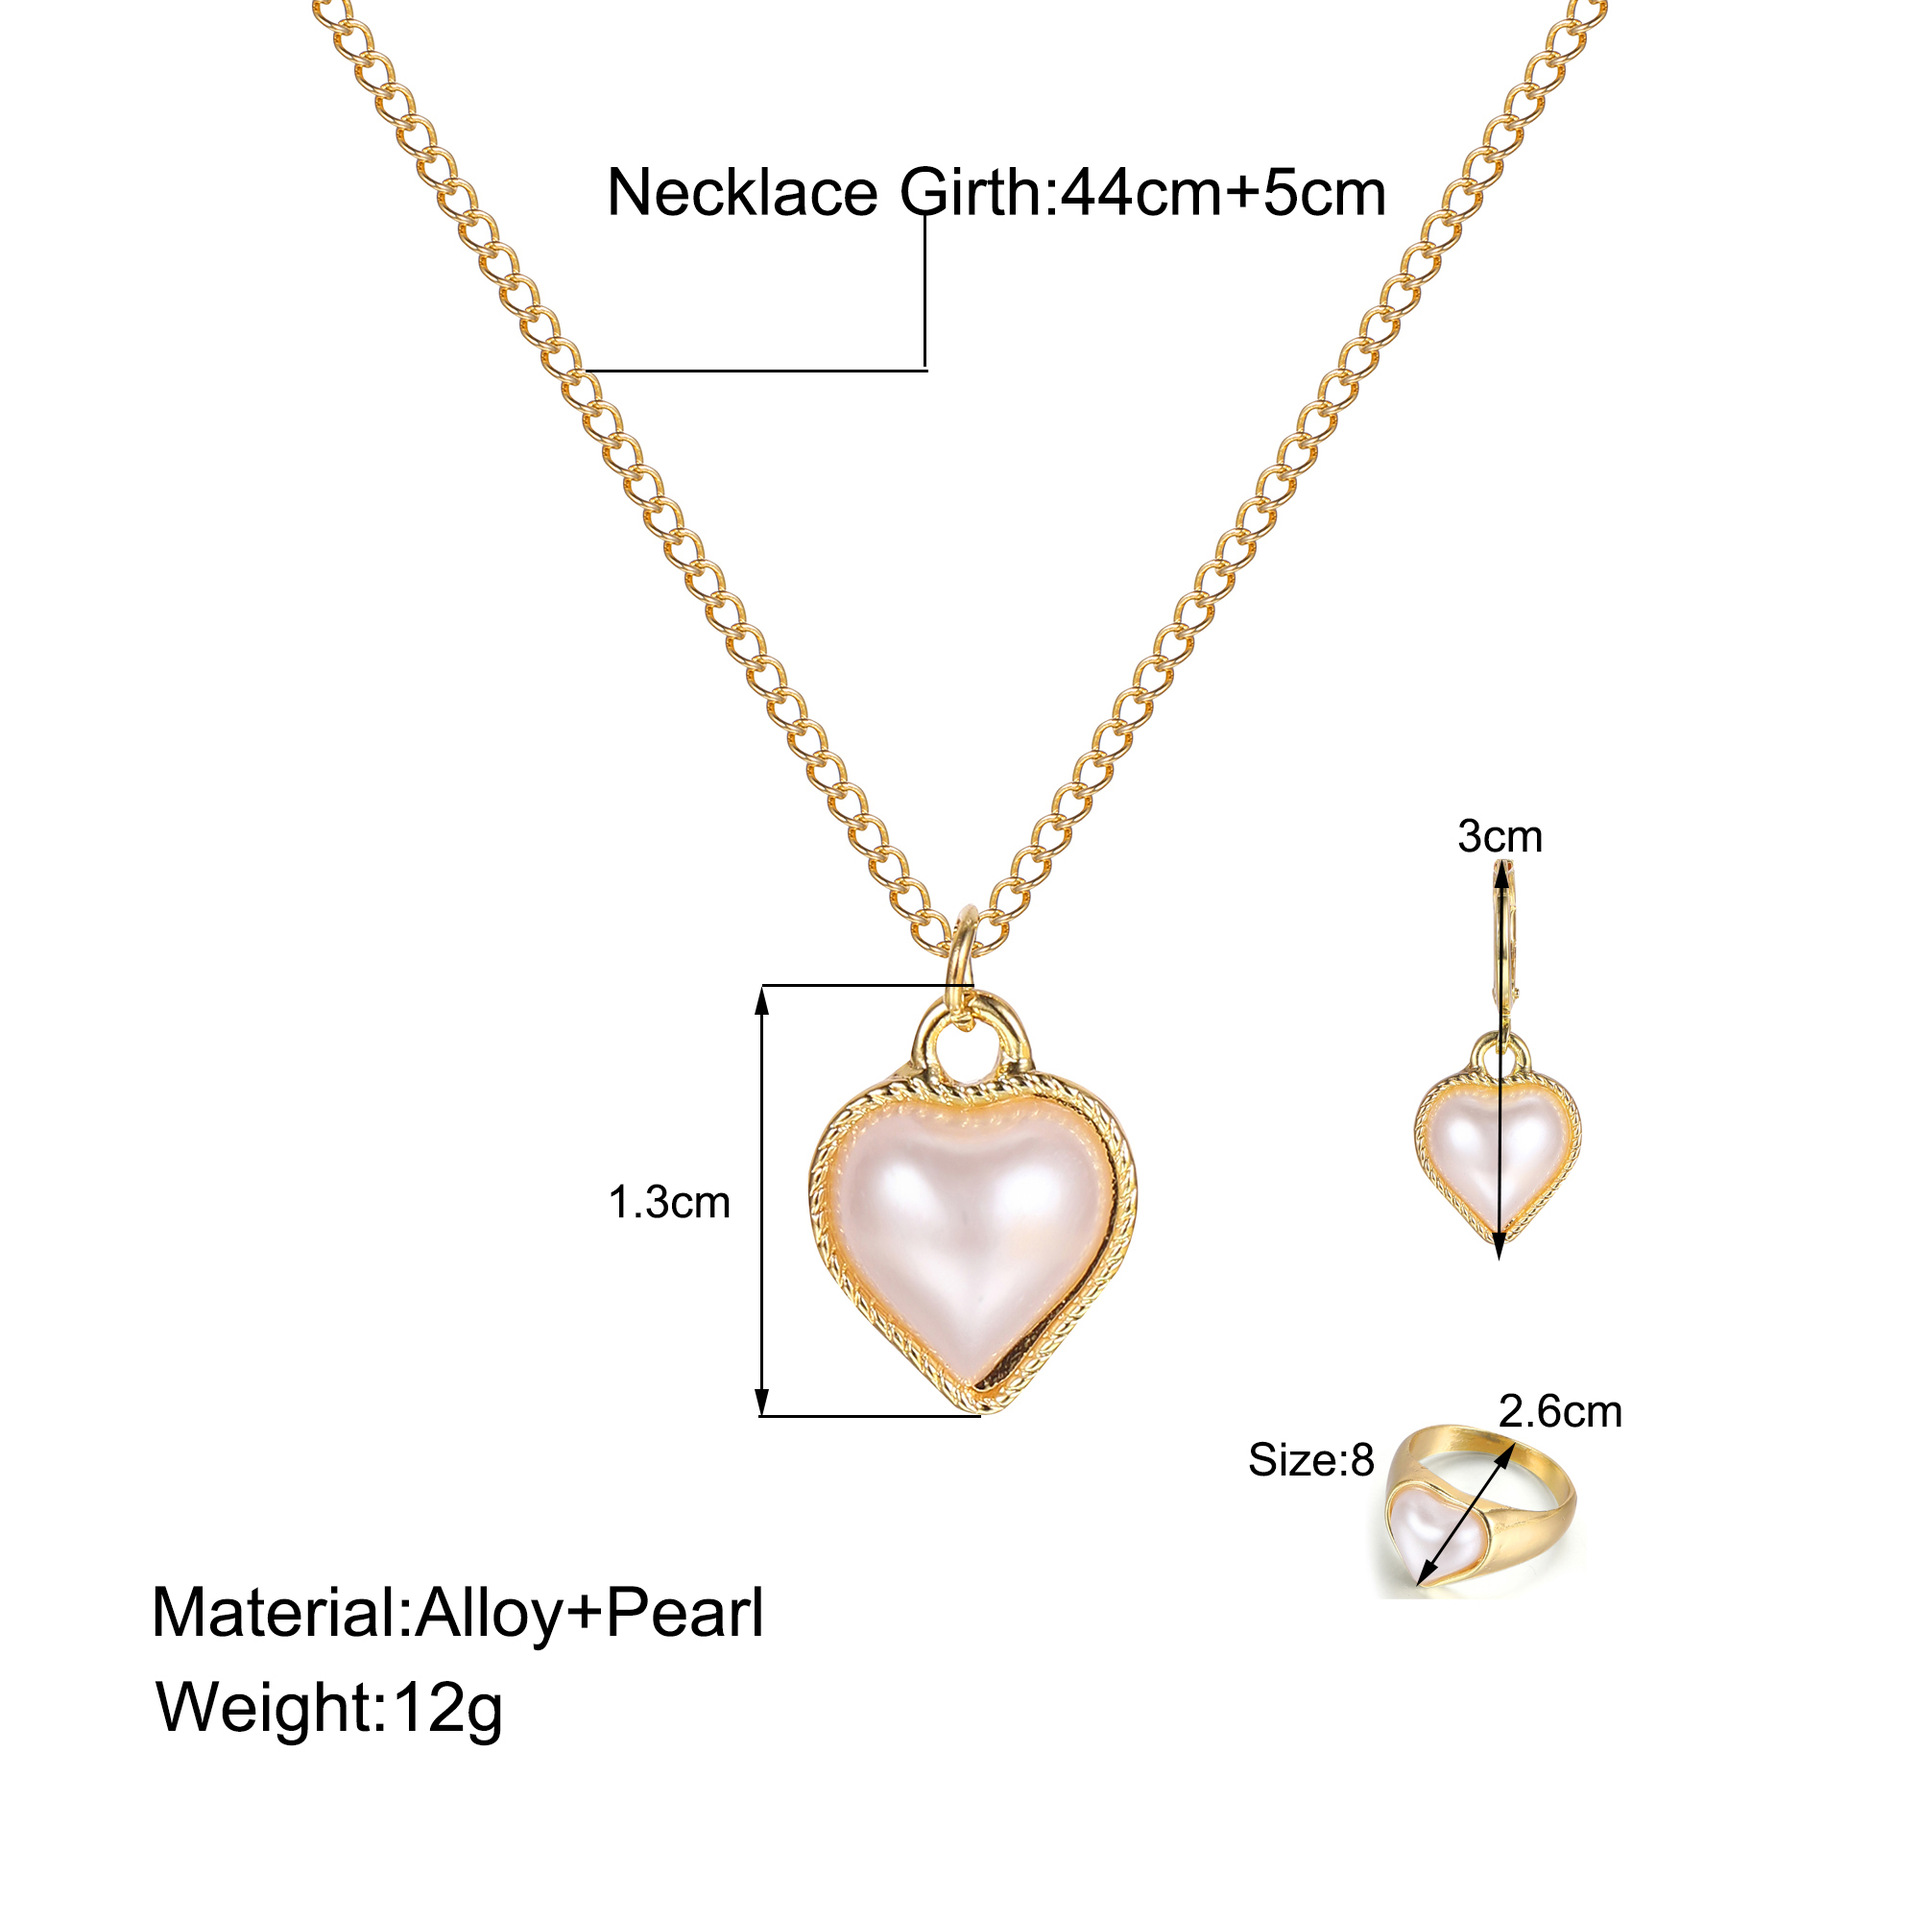 Necklace Girth:44cm+5cm
3cm
1.3cm
2.6cm
Size:8
Material:Alloy+Pearl
Weight:12g